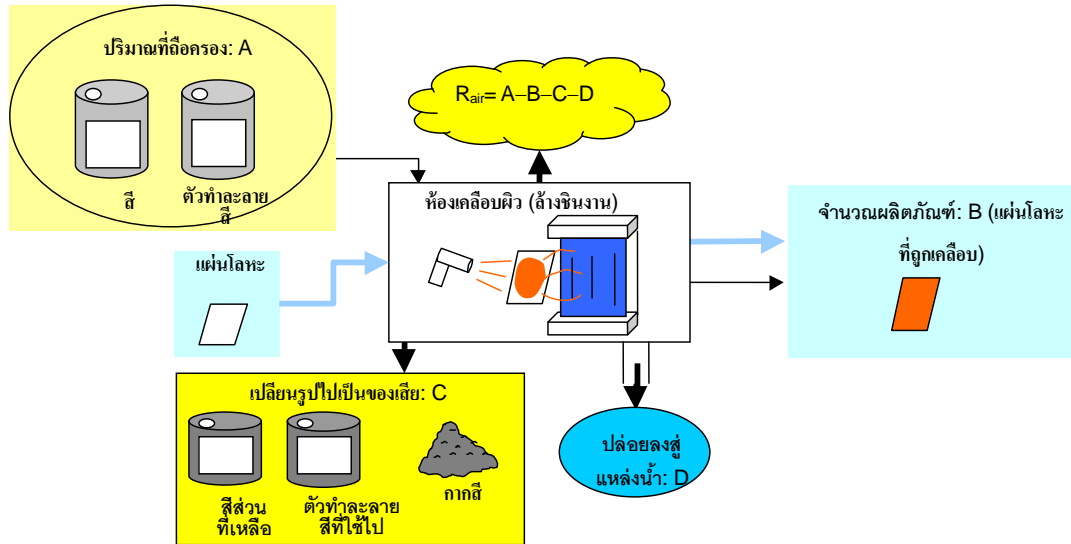 ปริมาณที่ถือครอง: A
สี
ตัวทำละลาย
สี
Rair= A–B–C–D
ห้องเคลือบผิว (ล้างชิ้นงาน)
แผ่นโลหะ
จำนวณผลิตภัณฑ์: B (แผ่นโลหะ
ที่ถูกเคลือบ)
เปลี่ยนรูปไปเป็นของเสีย: C
สีส่วน
ที่เหลือ
ตัวทำละลาย
สีที่ใช้ไป
กากสี
ปล่อยลงสู่
แหล่งน้ำ: D